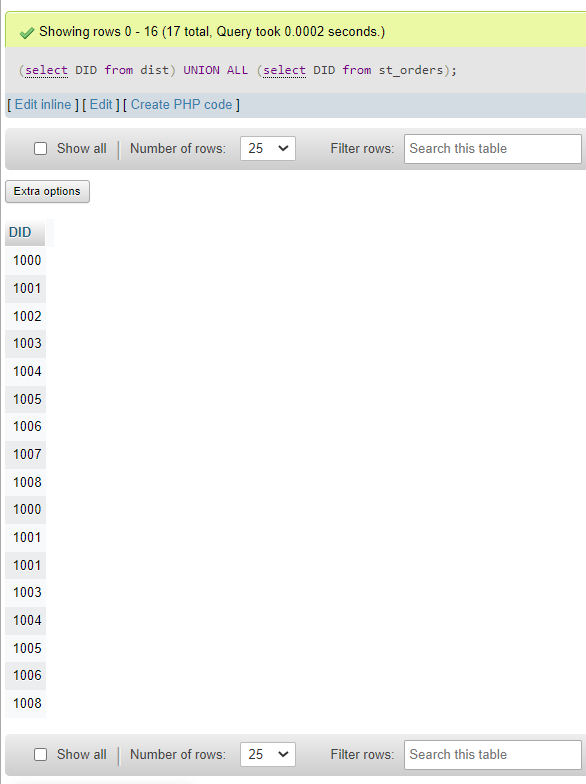 Showing rows 0 - 16 (17 total, Query took 0.0002 seconds.)
(select DID from dist) UNION ALL (select DID from st_orders);
[ Edit inline ] [ Edit ] [ Create PHP code ]
Show all | Number of rows: 25 Filter rows: Search this table
Extra options
DID
1000
1001
1002
1003
1004
1005
1006
1007
1008
1000
1001
1001
1003
1004
1005
1006
1008
Show all | Number of rows: 25 Filter rows: Search this table